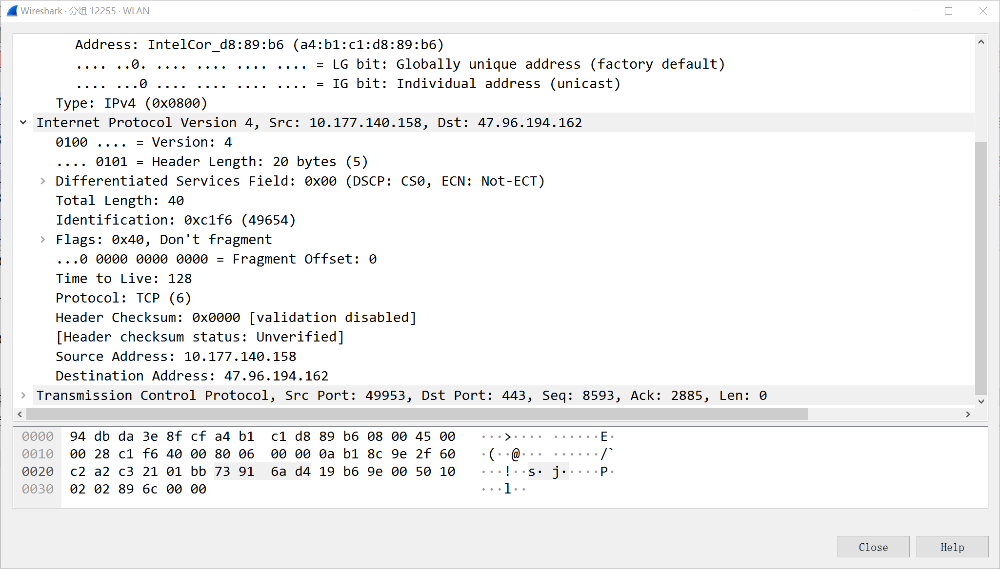 Wireshark · 分组 12255 · WLAN
Address: IntelCor_d8:89:b6 (a4:b1:c1:d8:89:b6)
.... ..0. .... .... .... .... = LG bit: Globally unique address (factory default)
.... ...0 .... .... .... .... = IG bit: Individual address (unicast)
Type: IPv4 (0x0800)
Internet Protocol Version 4, Src: 10.177.140.158, Dst: 47.96.194.162
0100 .... = Version: 4
.... 0101 = Header Length: 20 bytes (5)
Differentiated Services Field: 0x00 (DSCP: CS0, ECN: Not-ECT)
Total Length: 40
Identification: 0xc1f6 (49654)
Flags: 0x40, Don't fragment
...0 0000 0000 0000 = Fragment Offset: 0
Time to Live: 128
Protocol: TCP (6)
Header Checksum: 0x0000 [validation disabled]
[Header checksum status: Unverified]
Source Address: 10.177.140.158
Destination Address: 47.96.194.162
Transmission Control Protocol, Src Port: 49953, Dst Port: 443, Seq: 8593, Ack: 2885, Len: 0
0000 94 db da 3e 8f cf a4 b1 c1 d8 89 b6 08 00 45 00 ···>···· ······E·
0010 00 28 c1 f6 40 00 80 06 00 00 0a b1 8c 9e 2f 60 ·(··@··· ······/`
0020 c2 a2 c3 21 01 bb 73 91 6a d4 19 b6 9e 00 50 10 ···!··s· j·····P·
0030 02 02 89 6c 00 00 ···l··
Close Help